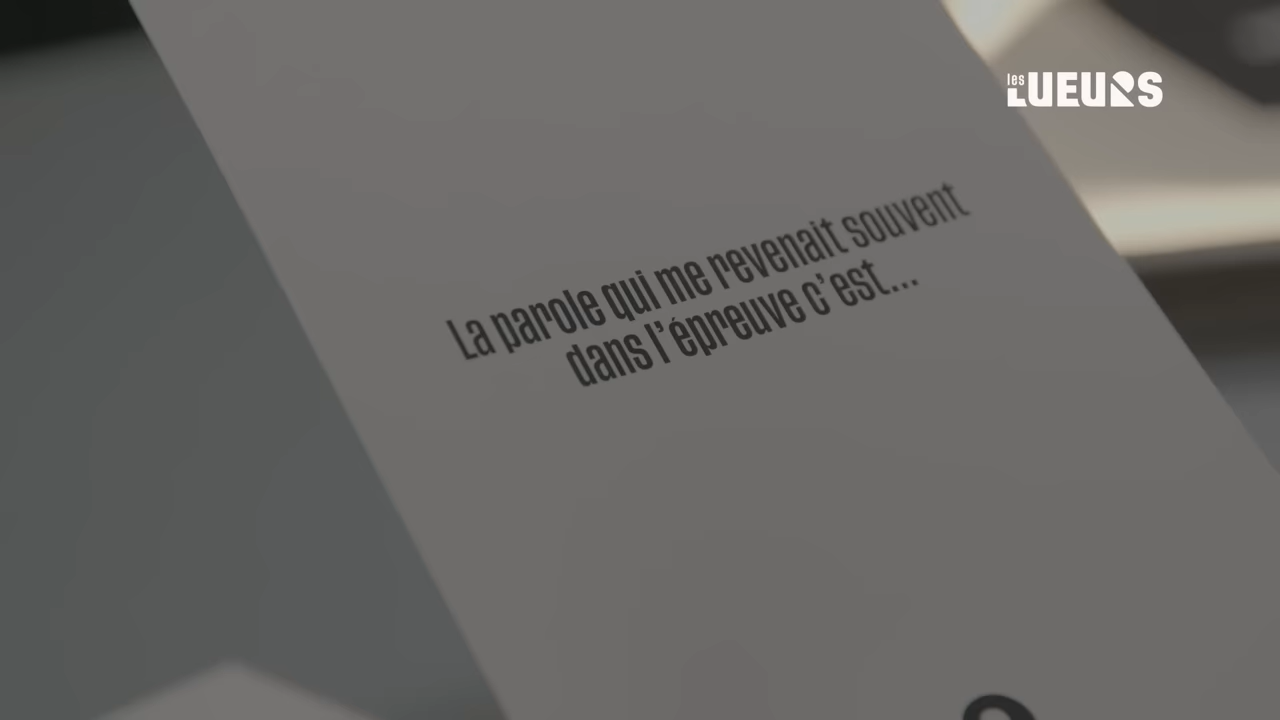 les
LUEURS
La parole qui me revenait souvent
dans l'épreuve c'est...